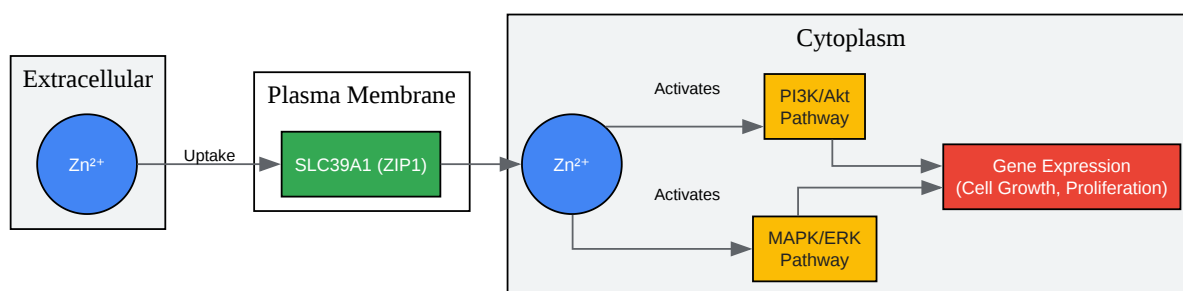 Cytoplasm
Extracellular
Plasma Membrane
Activates
PI3K/Akt
Pathway
Zn²⁺
Uptake
SLC39A1 (ZIP1)
Zn²⁺
Gene Expression
(Cell Growth, Proliferation)
Activates
MAPK/ERK
Pathway